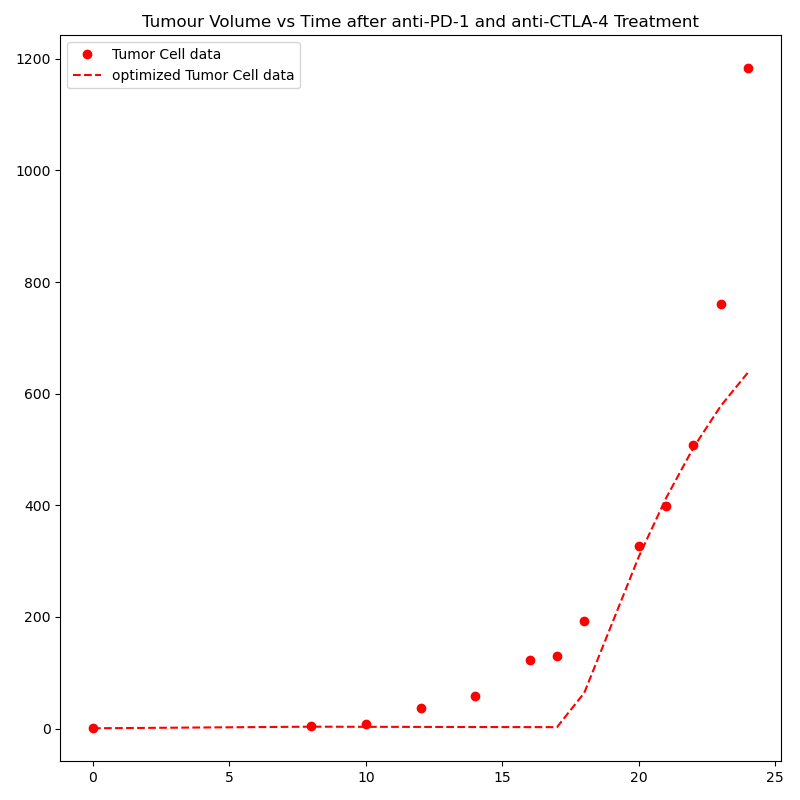 Tumour Volume vs Time after anti-PD-1 and anti-CTLA-4 Treatment
Tumor Cell data
optimized Tumor Cell data
1200
1000
800
600
400
200
0
0 5 10 15 20 25